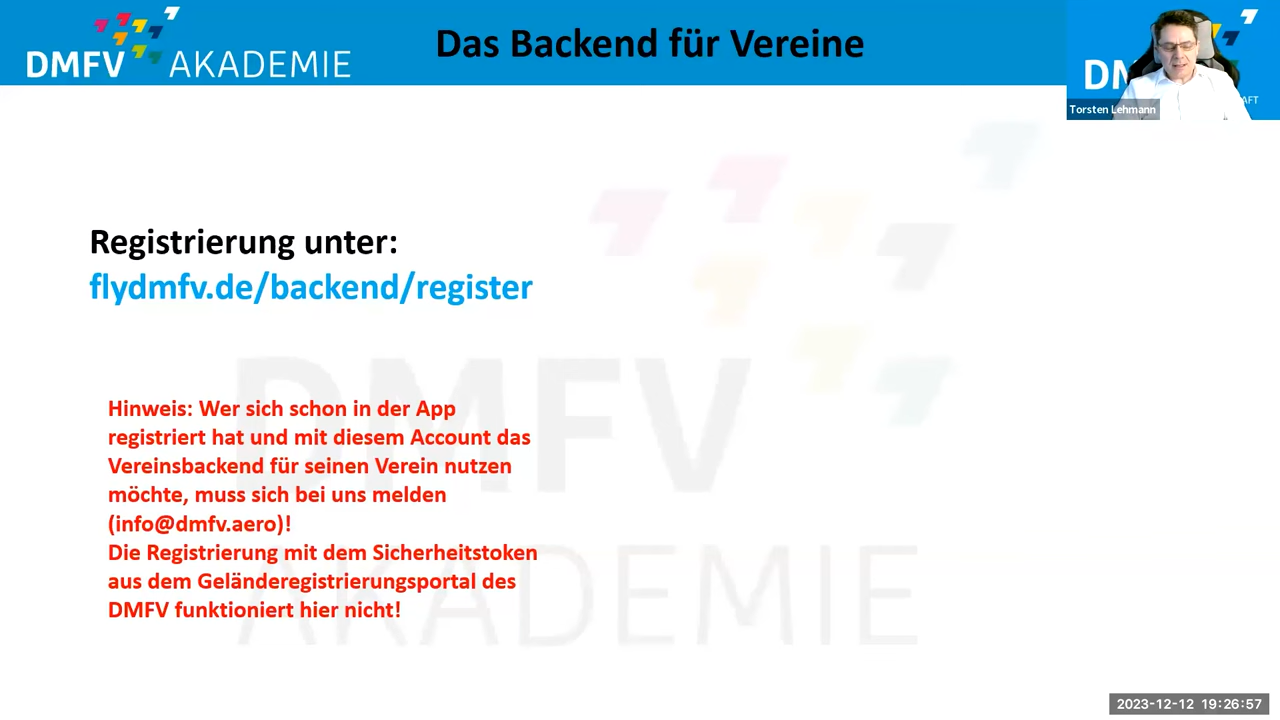 DMFV AKADEMIE
Das Backend für Vereine
DM
AFT
Torsten Lehmann
Registrierung unter:
flydmfv.de/backend/register
Hinweis: Wer sich schon in der App
registriert hat und mit diesem Account das
Vereinsbackend für seinen Verein nutzen
möchte, muss sich bei uns melden
(info@dmfv.aero)!
Die Registrierung mit dem Sicherheitstoken
aus dem Geländeregistrierungsportal des
DMFV funktioniert hier nicht!
DMFV
AKADEMIE
2023-12-12 19:26:57